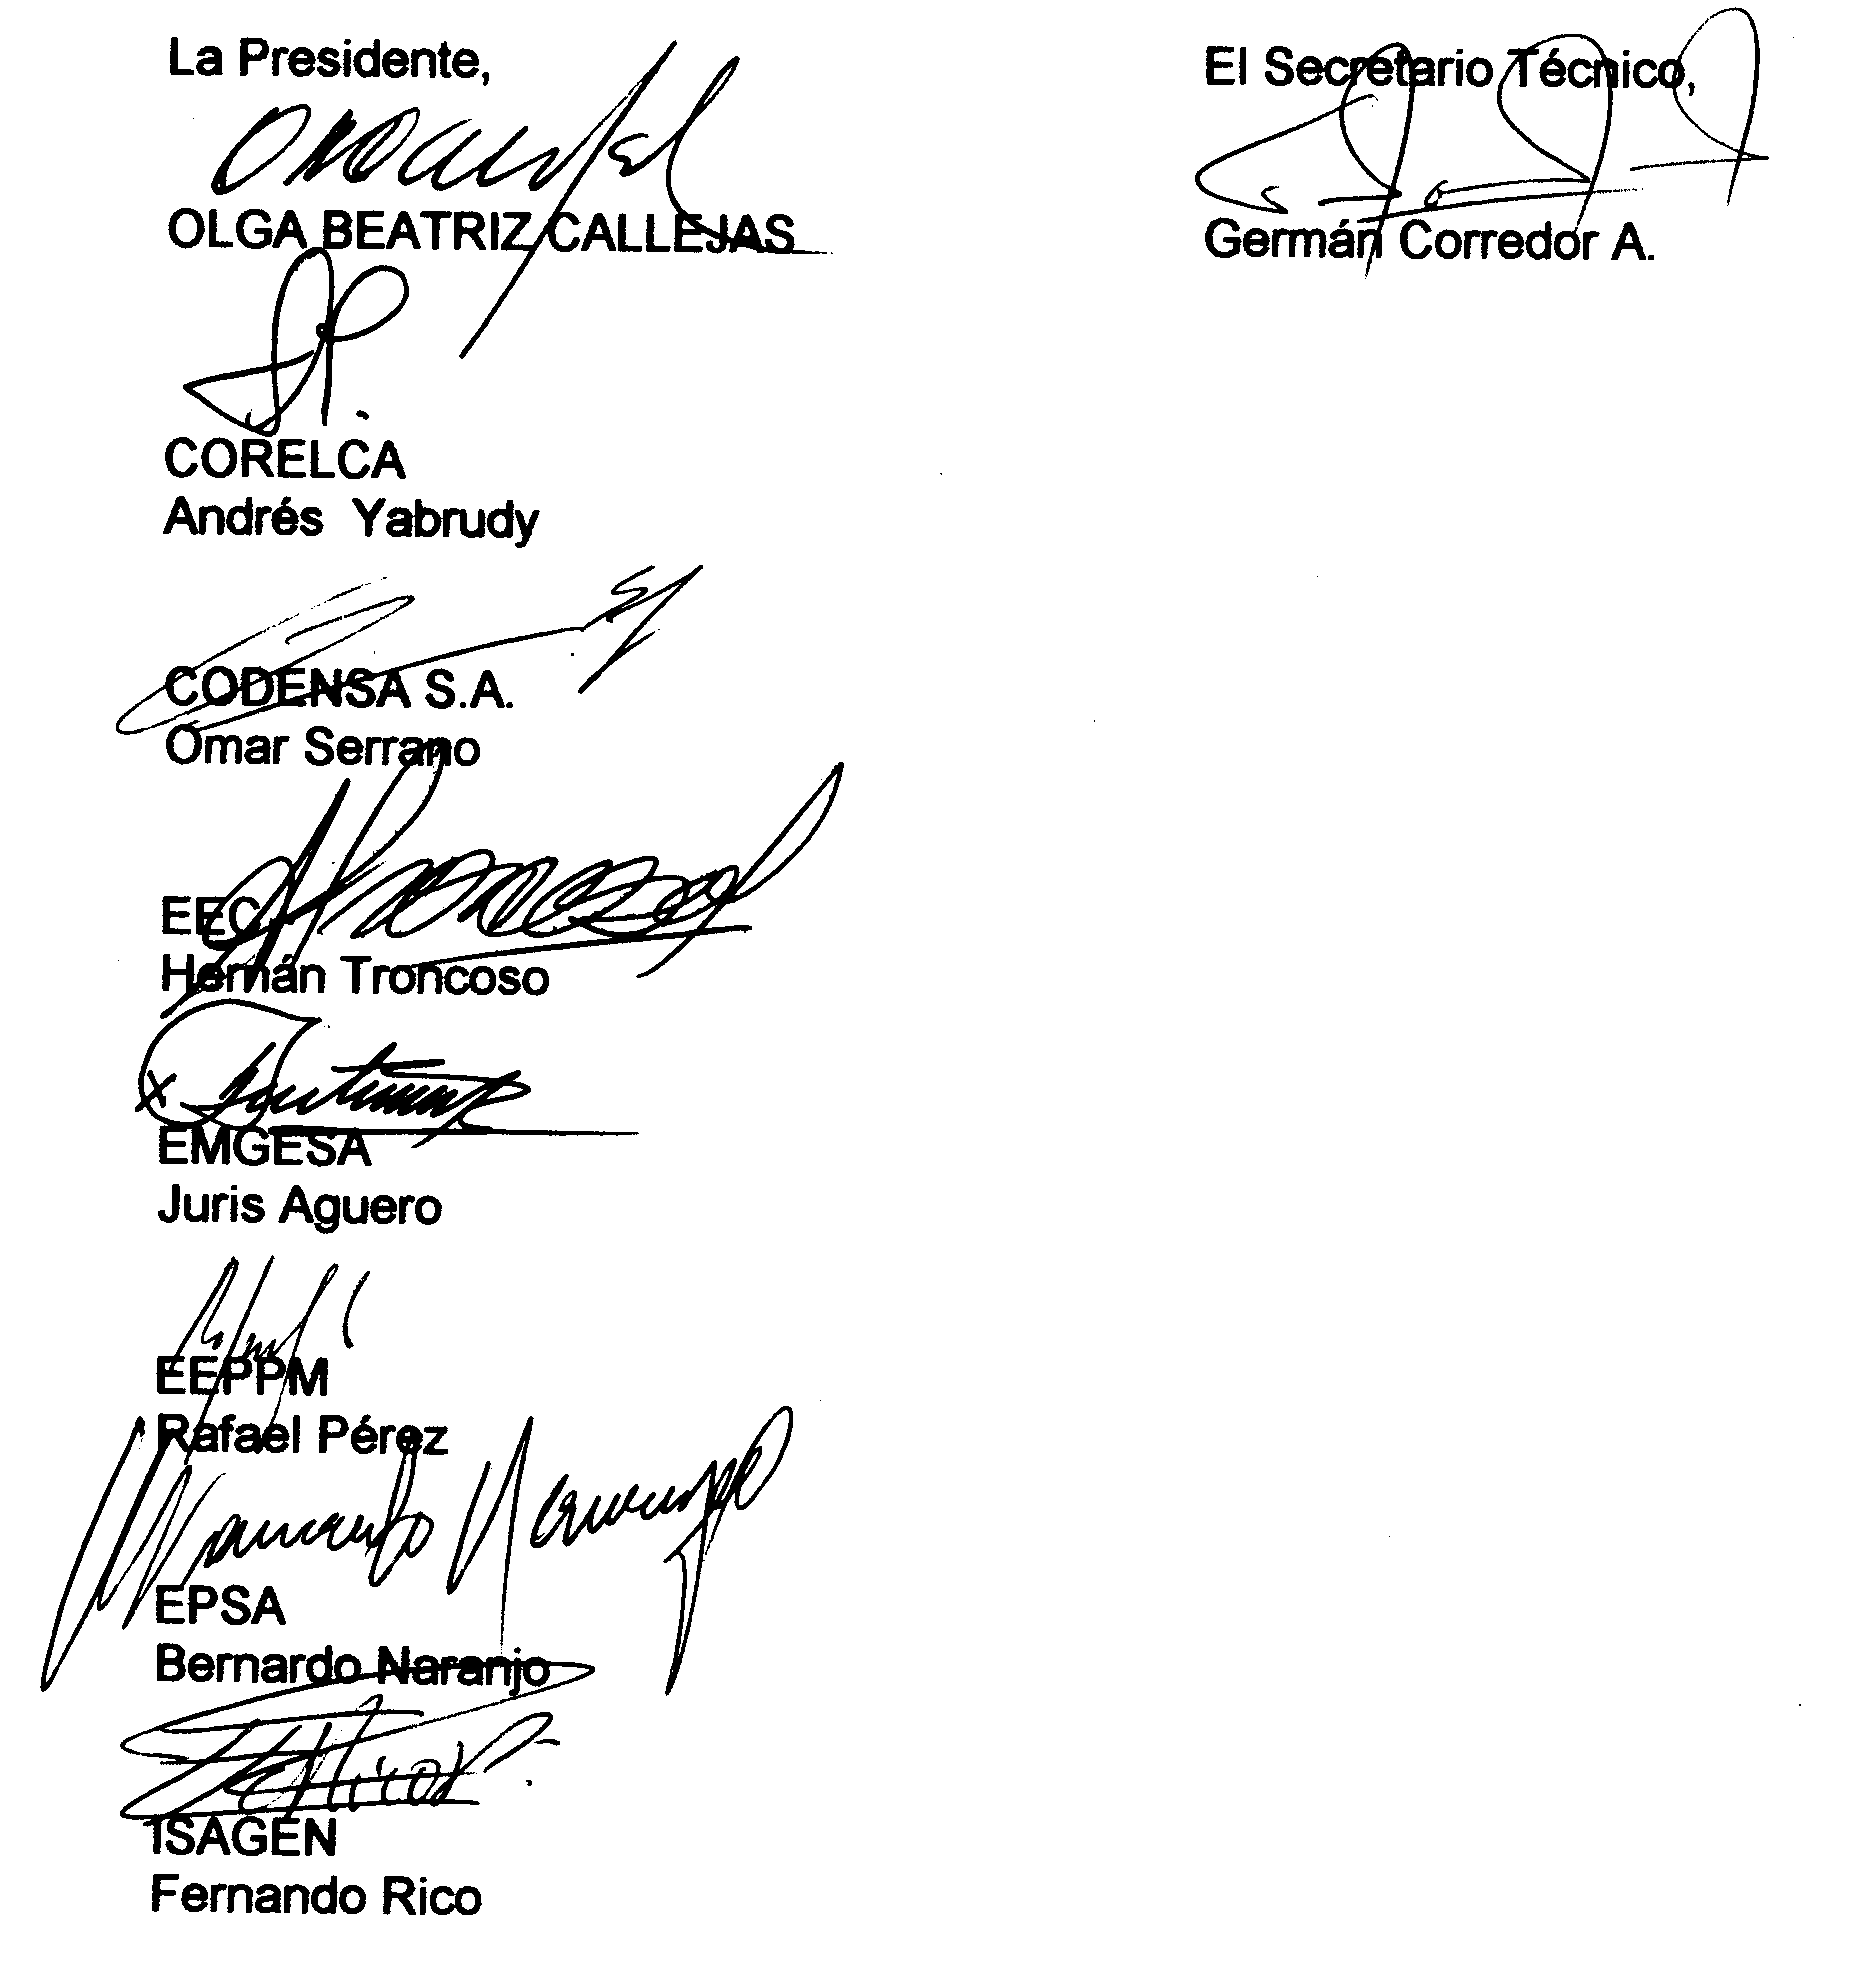 La Presidente,
El Secretario Técnico,
OLGA BEATRIZ CALLEJAS
Germán Corredor A.
CORELCA
Andrés Yabrudy
CODENSA S.A.
Omar Serrano
EEC
Hernán Troncoso
EMGESA
Juris Aguero
EEPPM
Rafael Pérez
EPSA
Bernardo Naranjo
ISAGEN
Fernando Rico